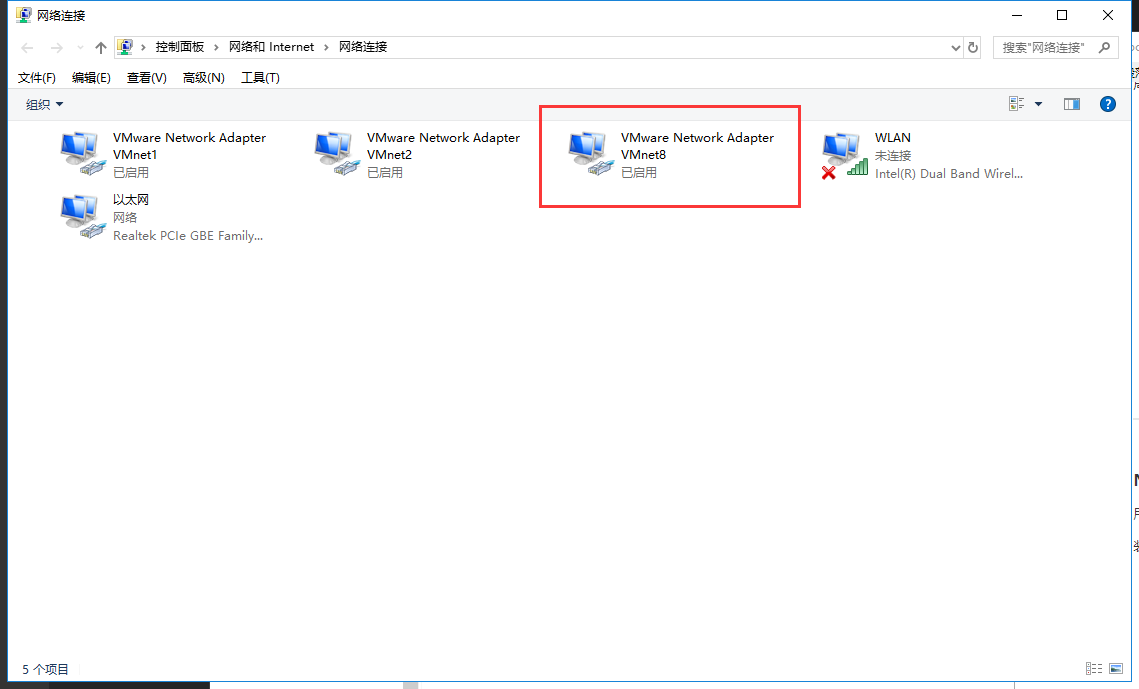 网络连接
控制面板 › 网络和 Internet › 网络连接
搜索"网络连接"
文件(F) 编辑(E) 查看(V) 高级(N) 工具(T)
组织
VMware Network Adapter
VMnet1
已启用
VMware Network Adapter
VMnet2
已启用
VMware Network Adapter
VMnet8
已启用
WLAN
未连接
Intel(R) Dual Band Wirel...
以太网
网络
Realtek PCIe GBE Family...
5 个项目